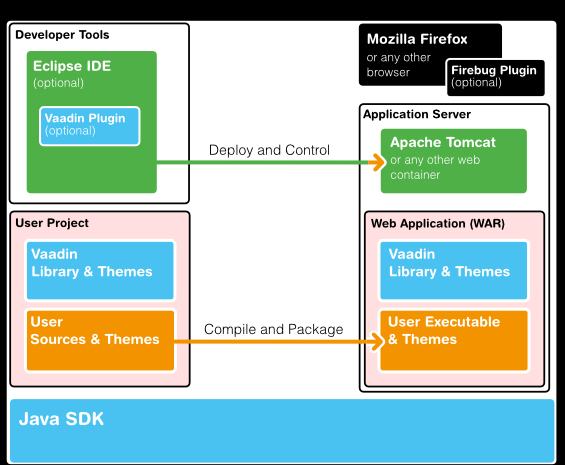 Developer Tools
Eclipse IDE
(optional)
Vaadin Plugin
(optional)
Mozilla Firefox
or any other
browser
Firebug Plugin
(optional)
Deploy and Control
Application Server
Apache Tomcat
or any other web
container
User Project
Vaadin
Library & Themes
User
Sources & Themes
Compile and Package
Web Application (WAR)
Vaadin
Library & Themes
User Executable
& Themes
Java SDK